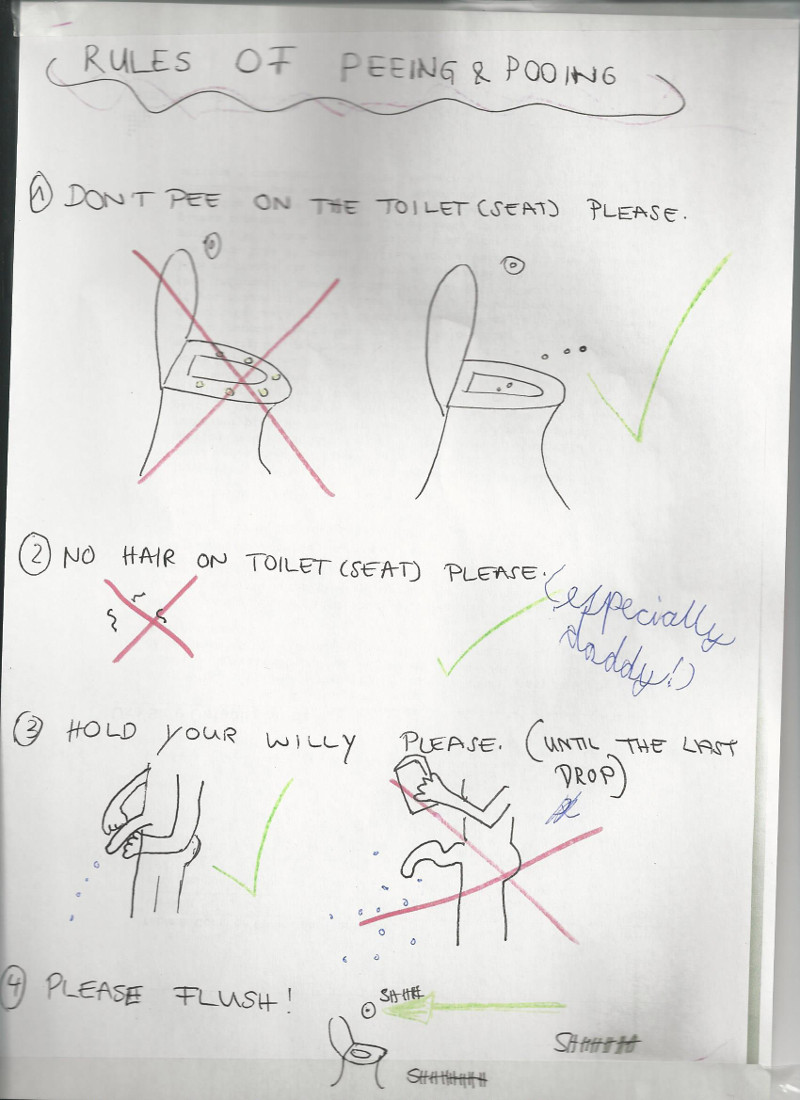 RULES OF PEEING & POOING
1 DON'T PEE ON THE TOILET (SEAT) PLEASE.
2 NO HAIR ON TOILET (SEAT) PLEASE.
(especially
daddy!)
3 HOLD YOUR WILLY PLEASE. (UNTIL THE LAST
DROP)
4 PLEASE FLUSH!
SHHH
SHHHHHH
SHHHHHHH